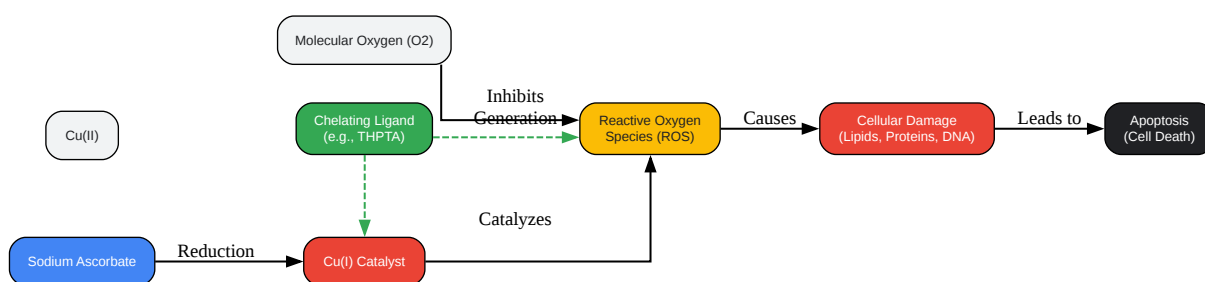 Molecular Oxygen (O2)
Inhibits
Generation
Cu(II)
Chelating Ligand
(e.g., THPTA)
Reactive Oxygen
Species (ROS)
Causes
Cellular Damage
(Lipids, Proteins, DNA)
Leads to
Apoptosis
(Cell Death)
Catalyzes
Sodium Ascorbate
Reduction
Cu(I) Catalyst